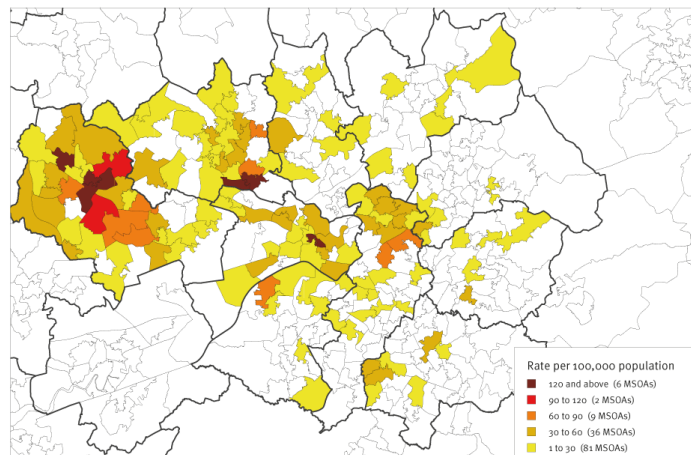 Rate per 100,000 population
120 and above (6 MSOAs)
90 to 120 (2 MSOAs)
60 to 90 (9 MSOAs)
30 to 60 (36 MSOAs)
1 to 30 (81 MSOAs)